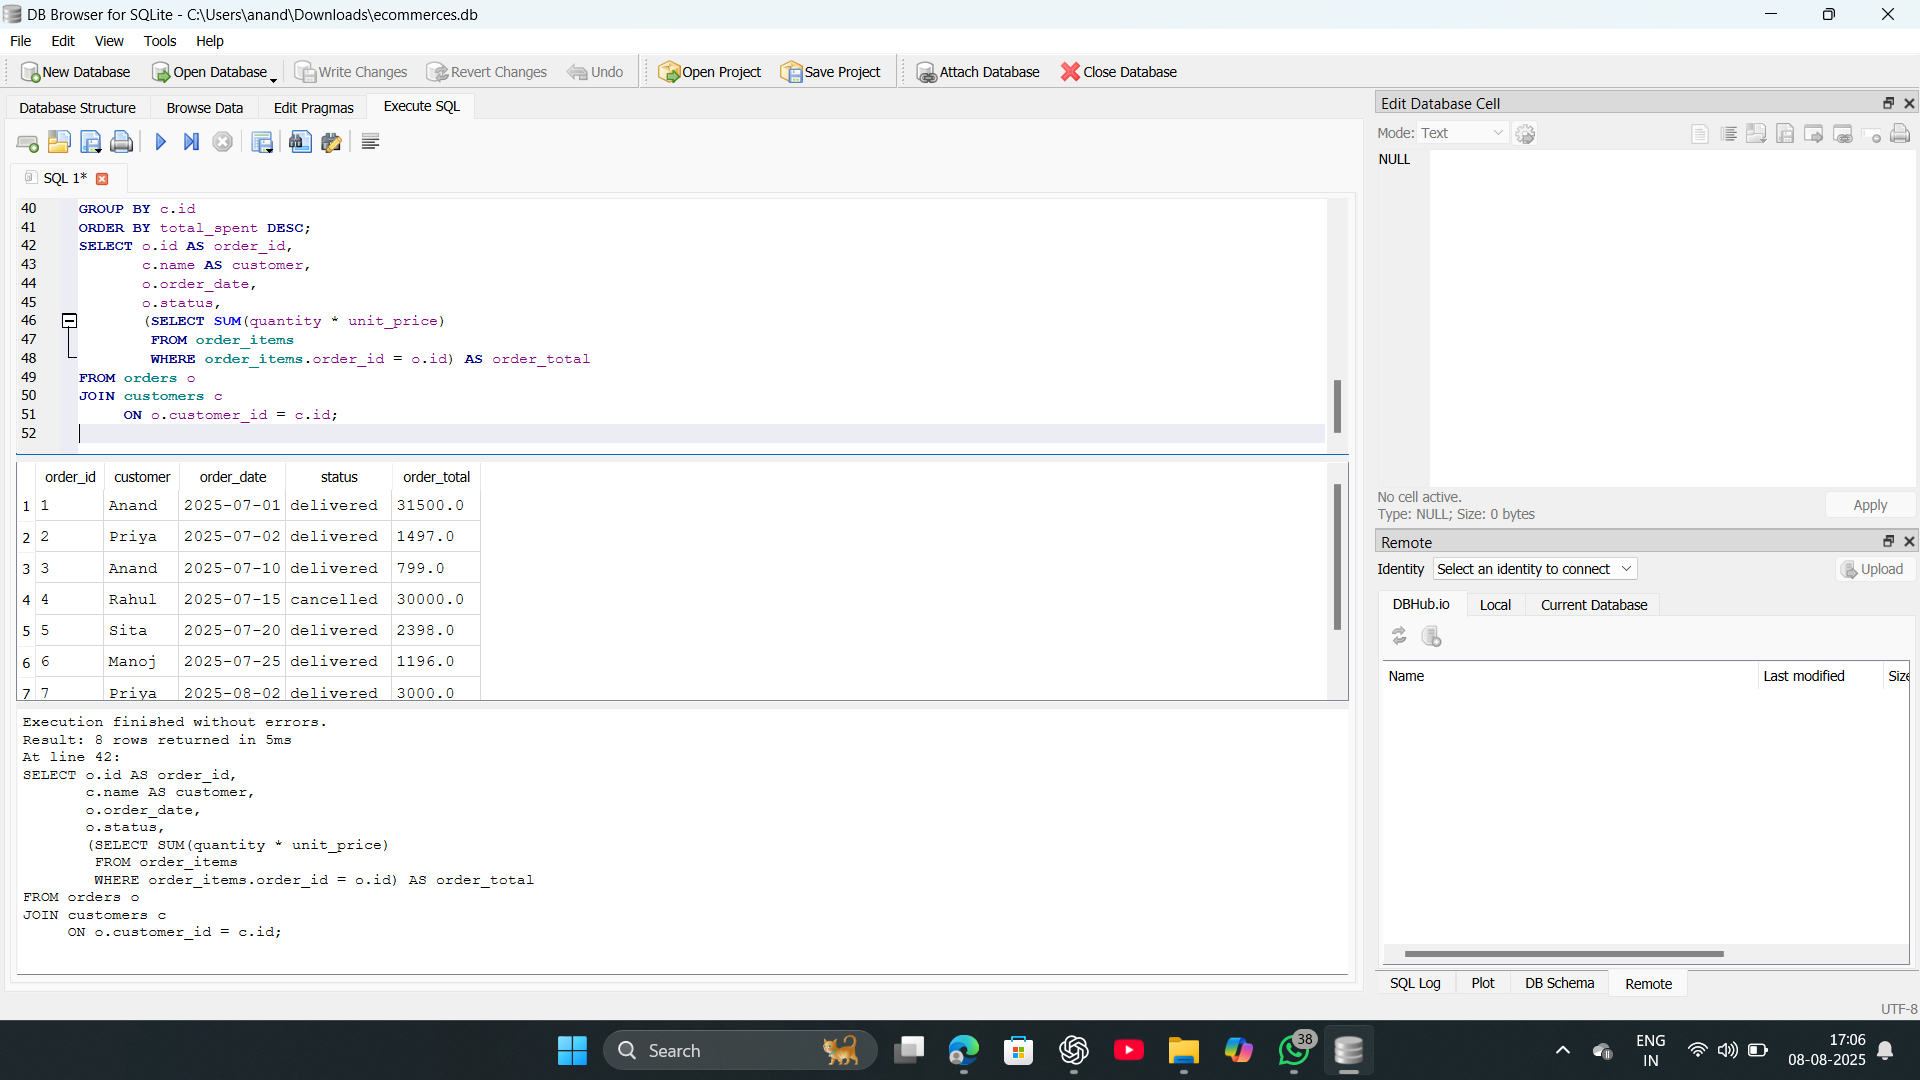 DB Browser for SQLite - C:\Users\anand\Downloads\ecommerces.db
File Edit View Tools Help
New Database Open Database Write Changes Revert Changes Undo Open Project Save Project Attach Database Close Database
Database Structure Browse Data Edit Pragmas Execute SQL
SQL 1*
40 GROUP BY c.id
41 ORDER BY total_spent DESC;
42 SELECT o.id AS order_id,
43 c.name AS customer,
44 o.order_date,
45 o.status,
46 (SELECT SUM(quantity * unit_price)
47 FROM order_items
48 WHERE order_items.order_id = o.id) AS order_total
49 FROM orders o
50 JOIN customers c
51 ON o.customer_id = c.id;
52
order_id customer order_date status order_total
1 1 Anand 2025-07-01 delivered 31500.0
2 2 Priya 2025-07-02 delivered 1497.0
3 3 Anand 2025-07-10 delivered 799.0
4 4 Rahul 2025-07-15 cancelled 30000.0
5 5 Sita 2025-07-20 delivered 2398.0
6 6 Manoj 2025-07-25 delivered 1196.0
7 7 Priya 2025-08-02 delivered 3000.0
Execution finished without errors.
Result: 8 rows returned in 5ms
At line 42:
SELECT o.id AS order_id,
c.name AS customer,
o.order_date,
o.status,
(SELECT SUM(quantity * unit_price)
FROM order_items
WHERE order_items.order_id = o.id) AS order_total
FROM orders o
JOIN customers c
ON o.customer_id = c.id;
Edit Database Cell
Mode: Text
NULL
No cell active.
Type: NULL; Size: 0 bytes
Apply
Remote
Identity Select an identity to connect Upload
DBHub.io Local Current Database
Name Last modified Size
SQL Log Plot DB Schema Remote
UTF-8
Search
38
ENG
IN
17:06
08-08-2025